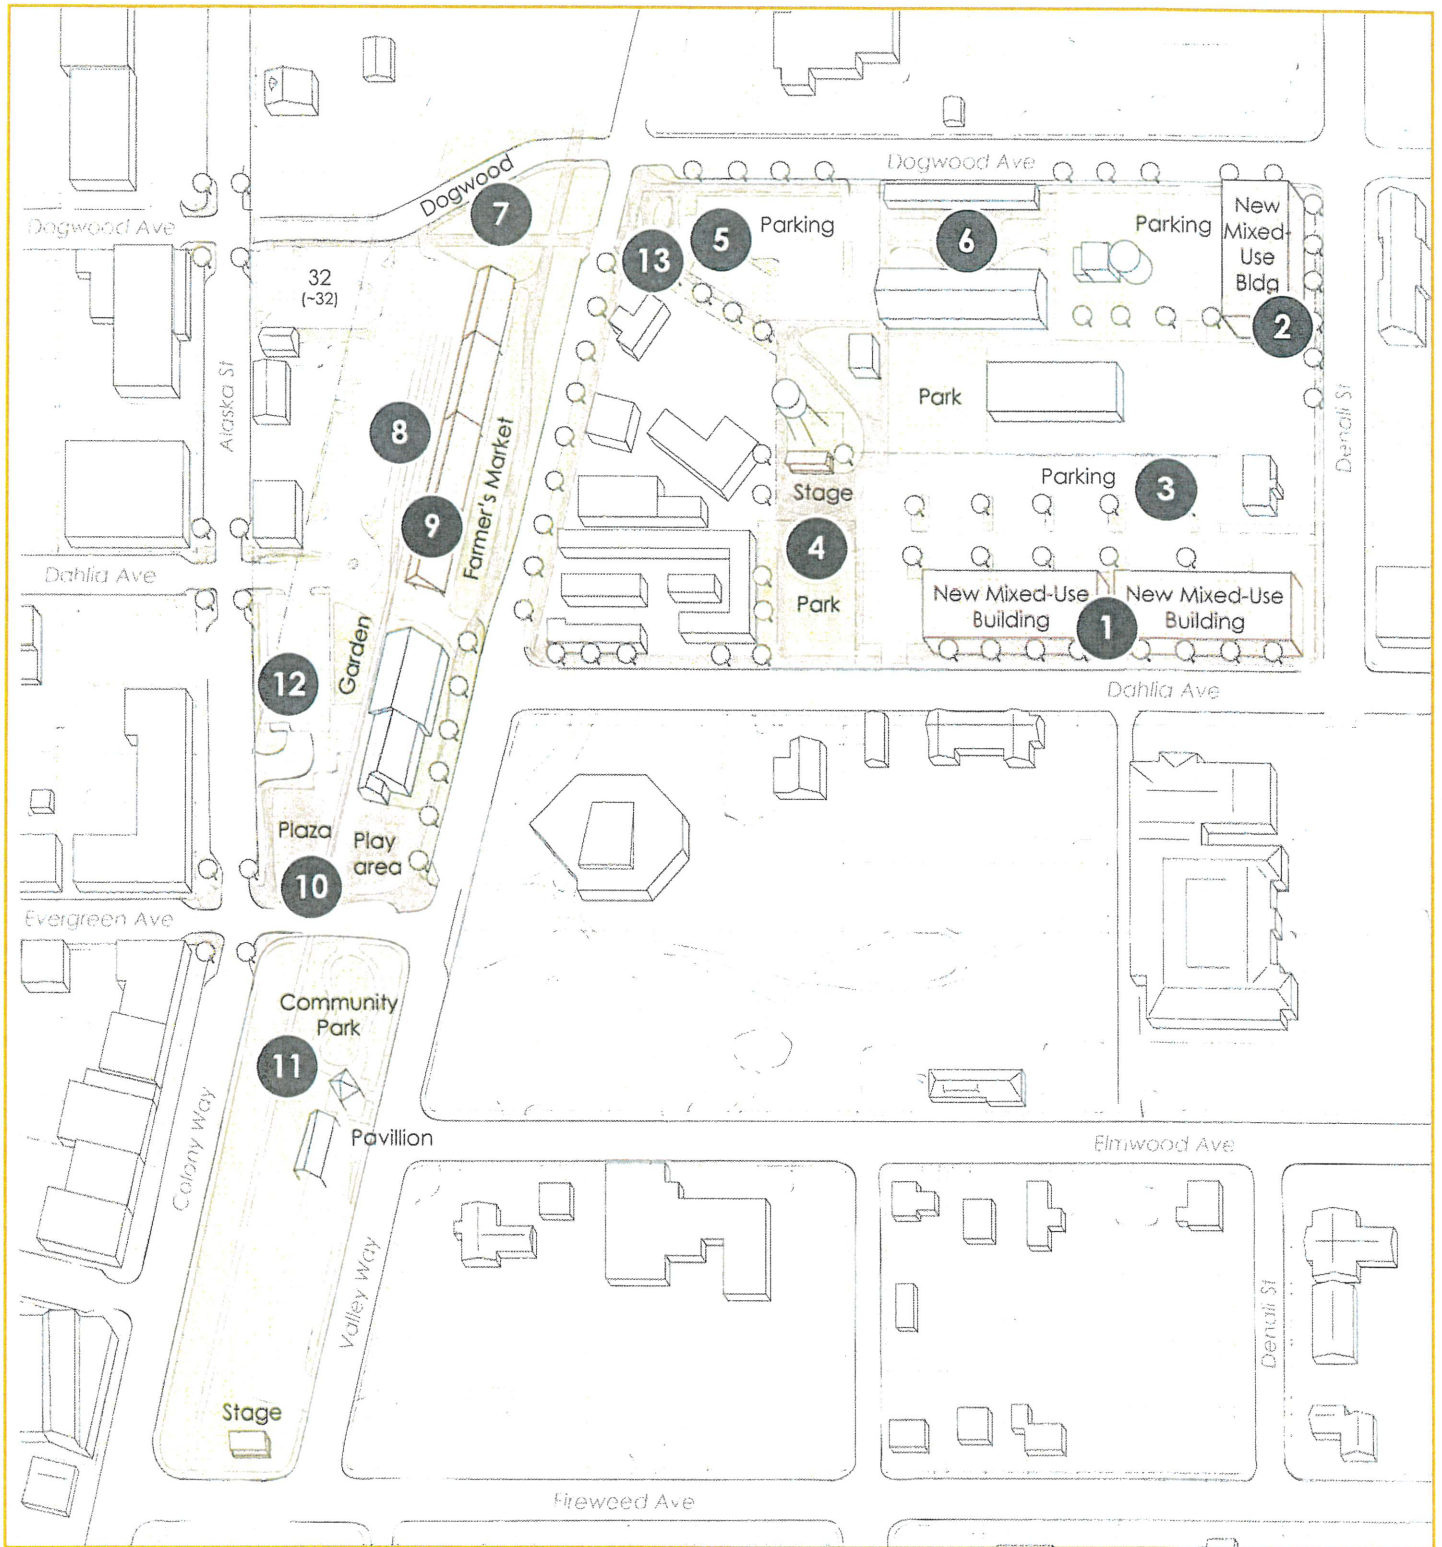 Dogwood
Dogwood Ave
7
New
Mixed-
Use
Bldg
Parking
5
6
Parking
Dogwood Ave
13
32
(~32)
2
Alaska St
8
Park
Denali St
Farmer's Market
Parking
3
Stage
9
4
Dahlia Ave
New Mixed-Use
Building
New Mixed-Use
Building
Park
1
Garden
12
Dahlia Ave
Plaza
Play
area
10
Evergreen Ave
Community
Park
11
Colony Way
Pavillion
Elmwood Ave
Valley Way
Denali St
Stage
Fireweed Ave